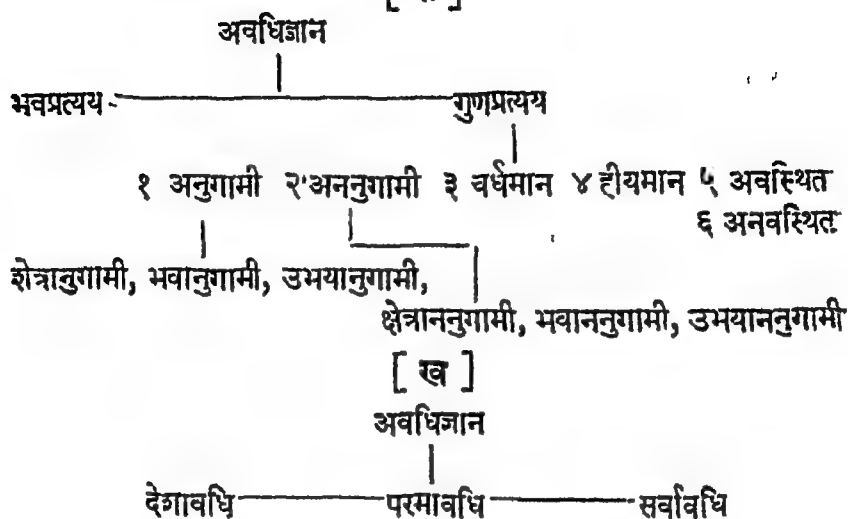 अवधिज्ञान
भवप्रत्यय गुणप्रत्यय
१ अनुगामी २ अननुगामी ३ वर्धमान ४ हीयमान ५ अवस्थित
६ अनवस्थित
शेत्रानुगामी, भवानुगामी, उभयानुगामी,
क्षेत्राननुगामी, भवाननुगामी, उभयाननुगामी
[ ख ]
अवधिज्ञान
देशावधि परमावधि सर्वावधि